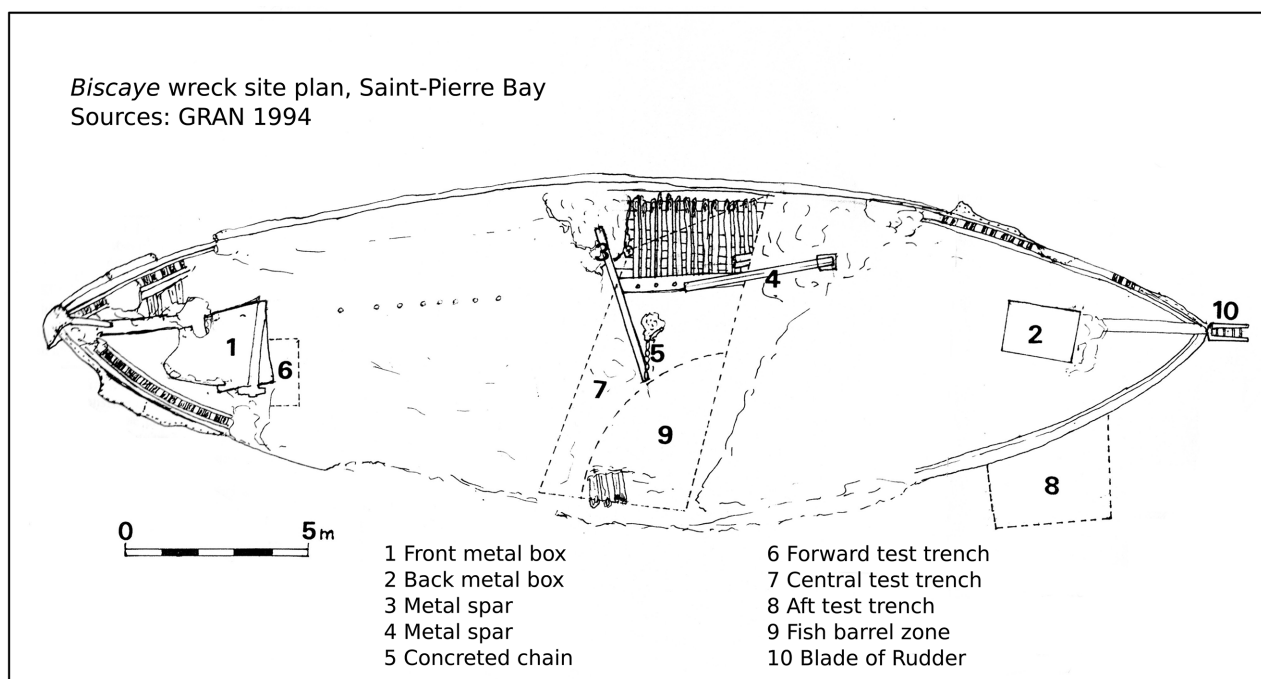 Biscaye wreck site plan, Saint-Pierre Bay
Sources: GRAN 1994
10
4
1
2
5
6
7
9
8
0 5 m
1 Front metal box
2 Back metal box
3 Metal spar
4 Metal spar
5 Concreted chain
6 Forward test trench
7 Central test trench
8 Aft test trench
9 Fish barrel zone
10 Blade of Rudder